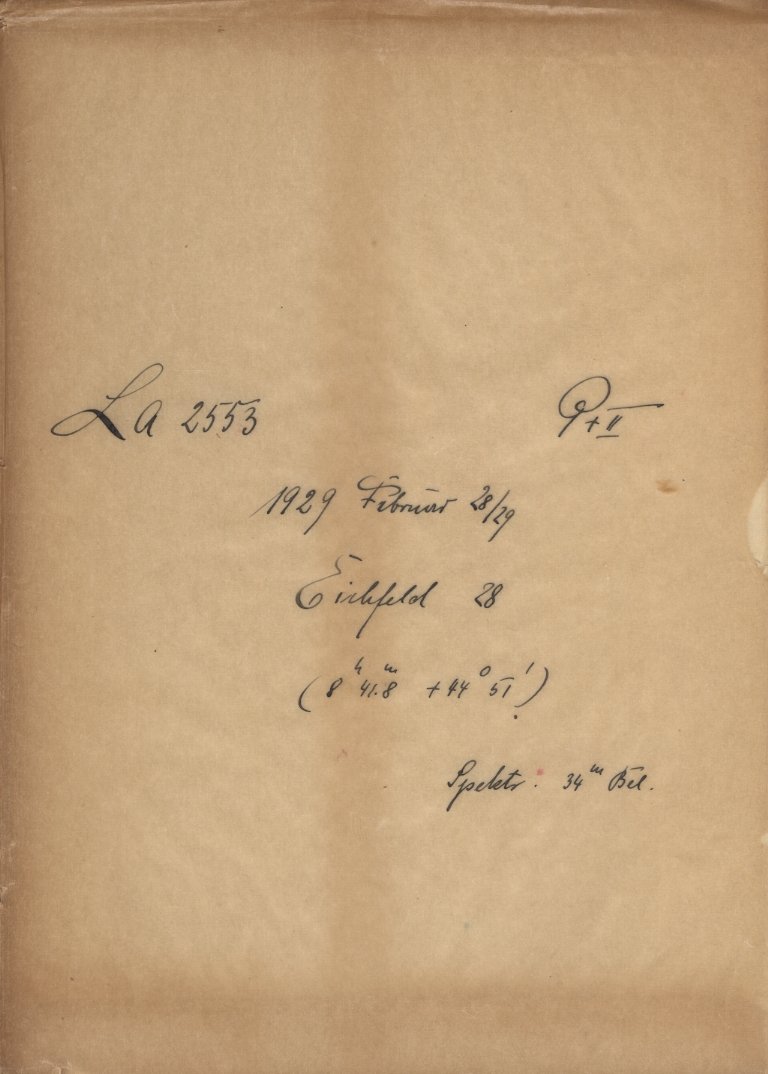 La 2553 P+II
1929 Februar 28/29
Eichfeld 28
(8ʰ 41.8ᵐ +44° 51')
Spektr. 34ᵐ Bel.